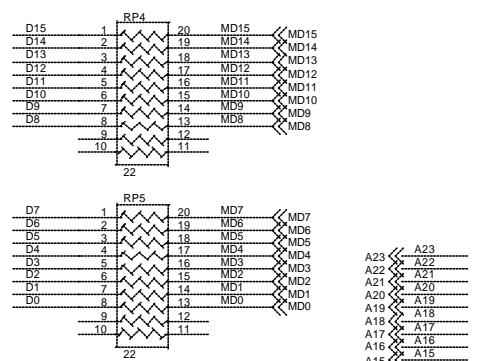 RP4
D15 1 20 MD15 MD15
D14 2 19 MD14 MD14
D13 3 18 MD13 MD13
D12 4 17 MD12 MD12
D11 5 16 MD11 MD11
D10 6 15 MD10 MD10
D9 7 14 MD9 MD9
D8 8 13 MD8 MD8
9 12
10 11
22
RP5
D7 1 20 MD7 MD7
D6 2 19 MD6 MD6
D5 3 18 MD5 MD5
D4 4 17 MD4 MD4
D3 5 16 MD3 MD3
D2 6 15 MD2 MD2
D1 7 14 MD1 MD1
D0 8 13 MD0 MD0
9 12
10 11
22
A23 A23
A22 A22
A21 A21
A20 A20
A19 A19
A18 A18
A17 A17
A16 A16
A15 A15